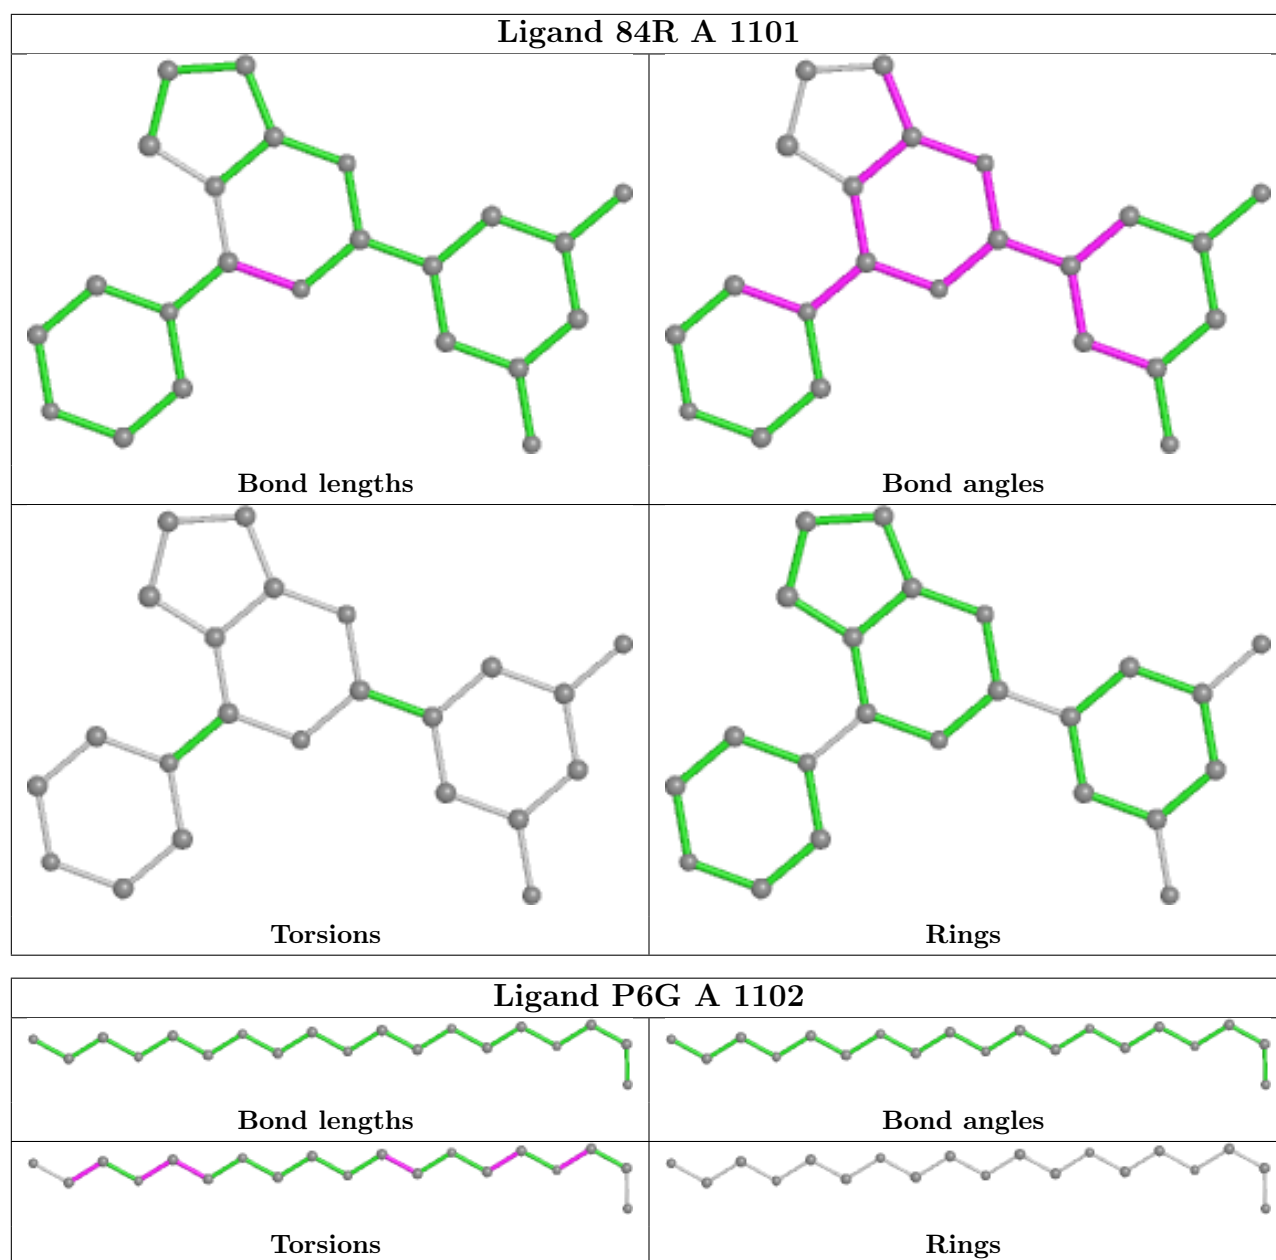 Ligand 84R A 1101
Bond lengths
Bond angles
Torsions
Rings
Ligand P6G A 1102
Bond lengths
Bond angles
Torsions
Rings